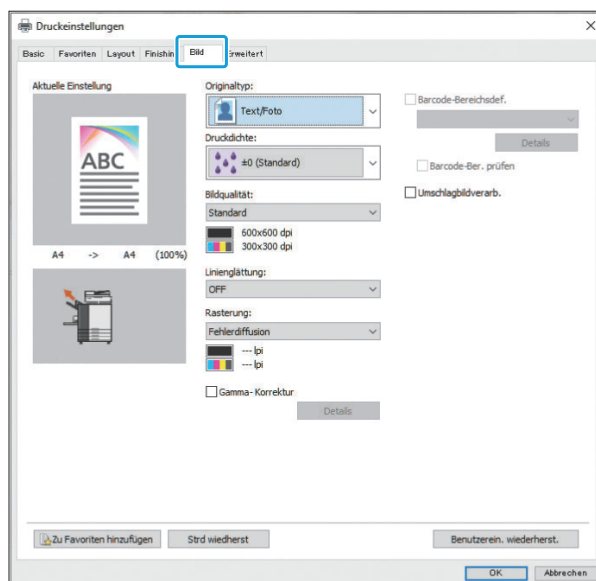 Druckeinstellungen
Basic Favoriten Layout Finishin Bild Erweitert
Aktuelle Einstellung
ABC
A4 -> A4 (100%)
Originaltyp:
Text/Foto
Druckdichte:
±0 (Standard)
Bildqualität:
Standard
600x600 dpi
300x300 dpi
Linienglättung:
OFF
Rasterung:
Fehlerdiffusion
--- lpi
--- lpi
Gamma-Korrektur
Details
Barcode-Bereichsdef.
Details
Barcode-Ber. prüfen
Umschlagbildverarb.
Zu Favoriten hinzufügen
Strd wiedherst
Benutzerein. wiederherst.
OK
Abbrechen